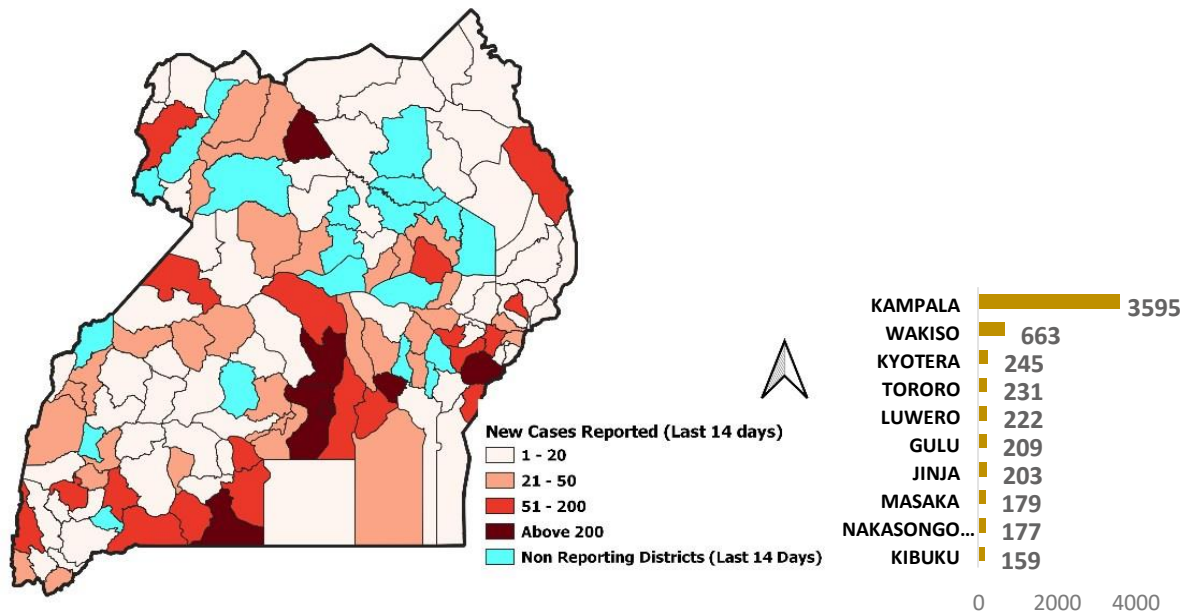 New Cases Reported (Last 14 days)
1 - 20
21 - 50
51 - 200
Above 200
Non Reporting Districts (Last 14 Days)
KAMPALA 3595
WAKISO 663
KYOTERA 245
TORORO 231
LUWERO 222
GULU 209
JINJA 203
MASAKA 179
NAKASONGO... 177
KIBUKU 159
0 2000 4000